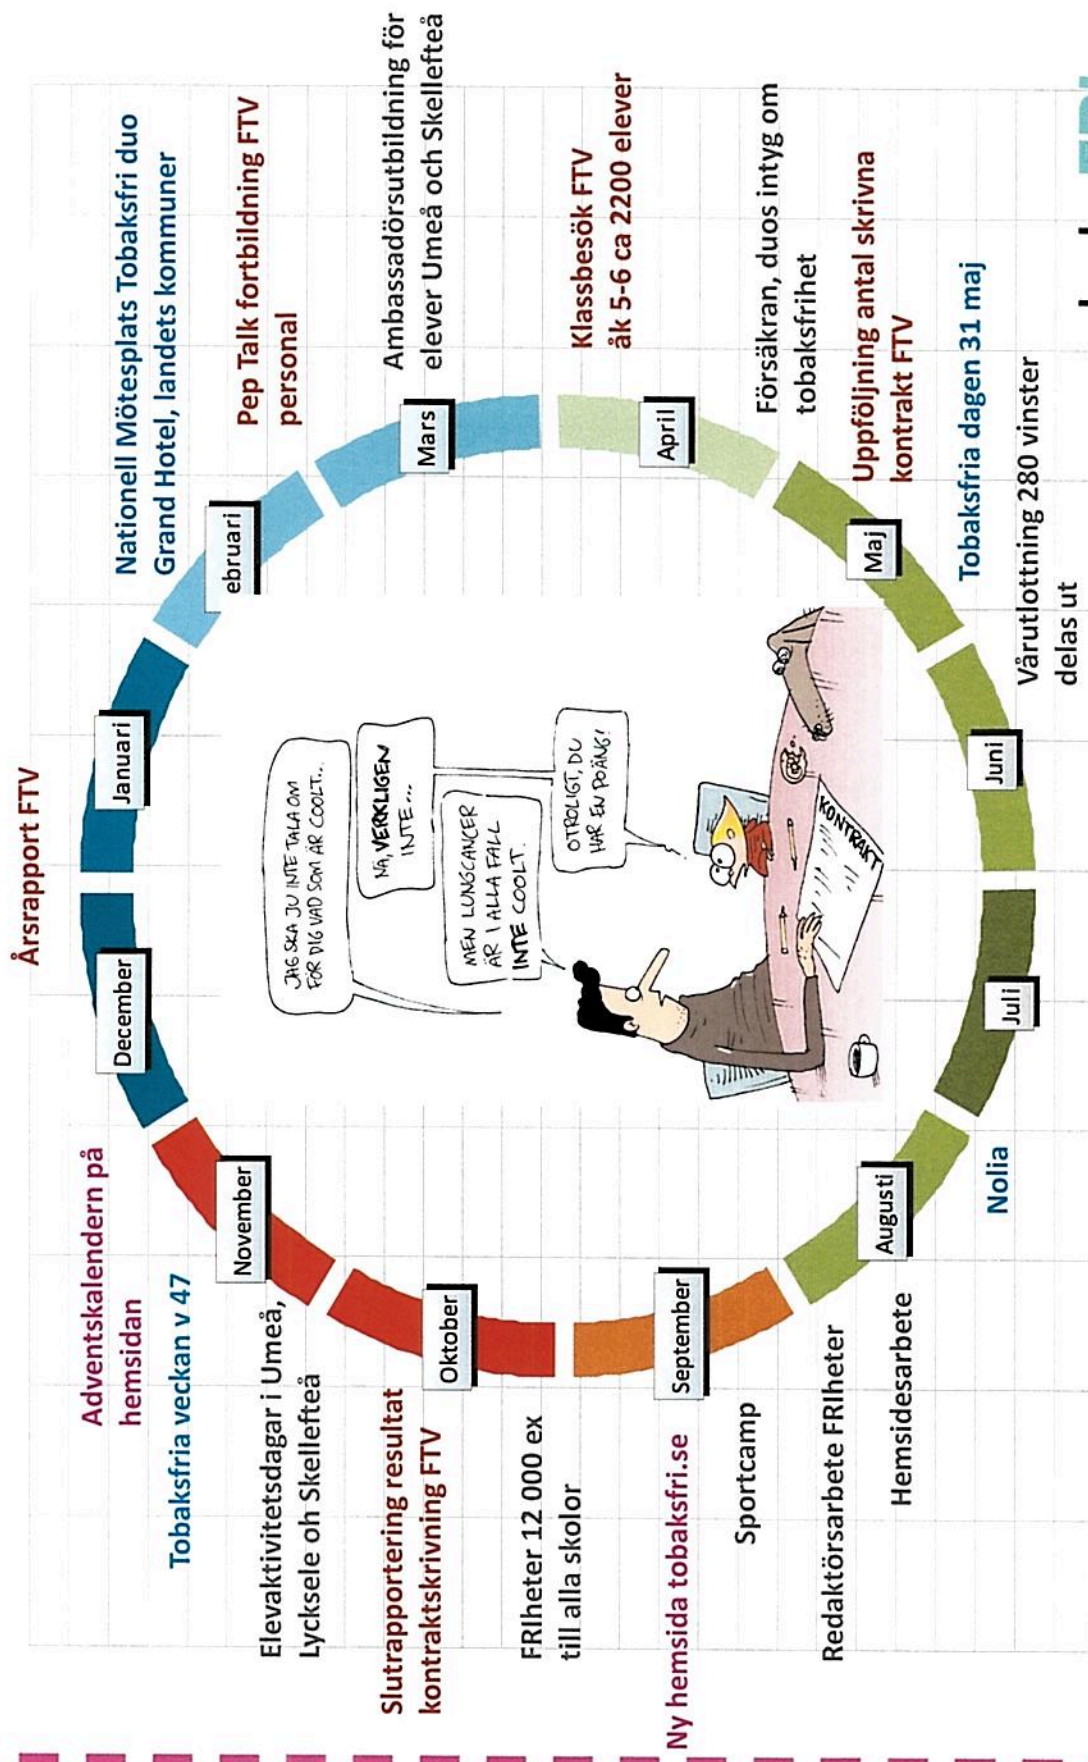 Årsrapport FTV
Januari
ebruari
Mars
April
Maj
Juni
Juli
Augusti
September
Oktober
November
December
Nationell Mötesplats Tobaksfri duo
Grand Hotel, landets kommuner
Pep Talk fortbildning FTV
personal
Ambassadörsutbildning för
elever Umeå och Skellefteå
Klassbesök FTV
åk 5-6 ca 2200 elever
Försäkran, duos intyg om
tobaksfrihet
Uppföljning antal skrivna
kontrakt FTV
Tobaksfria dagen 31 maj
Vårutlottning 280 vinster
delas ut
Nolia
Hemsidesarbete
Redaktörsarbete FRIheter
Sportcamp
Ny hemsida tobaksfri.se
FRIheter 12 000 ex
till alla skolor
Slutrapportering resultat
kontraktskrivning FTV
Elevaktivitetsdagar i Umeå,
Lycksele oh Skellefteå
Tobaksfria veckan v 47
Adventskalendern på
hemsidan
JAG SKA JU INTE TALA OM
FÖR DIG VAD SOM ÄR COOLT...
NÄ, VERKLIGEN
INTE...
MEN LUNGCANCER
ÄR I ALLA FALL
INTE COOLT.
OTROLIGT, DU
HAR EN POÄNG!
KONTRAKT